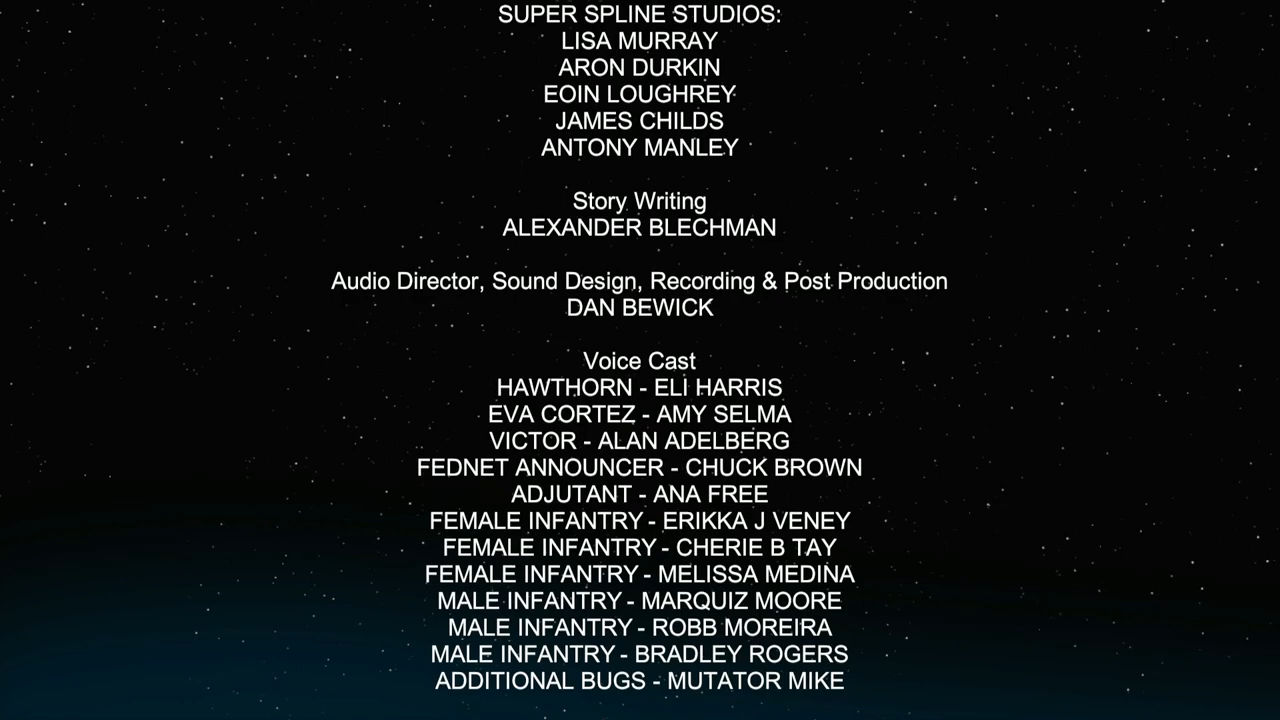 SUPER SPLINE STUDIOS:
LISA MURRAY
ARON DURKIN
EOIN LOUGHREY
JAMES CHILDS
ANTONY MANLEY
Story Writing
ALEXANDER BLECHMAN
Audio Director, Sound Design, Recording & Post Production
DAN BEWICK
Voice Cast
HAWTHORN - ELI HARRIS
EVA CORTEZ - AMY SELMA
VICTOR - ALAN ADELBERG
FEDNET ANNOUNCER - CHUCK BROWN
ADJUTANT - ANA FREE
FEMALE INFANTRY - ERIKKA J VENEY
FEMALE INFANTRY - CHERIE B TAY
FEMALE INFANTRY - MELISSA MEDINA
MALE INFANTRY - MARQUIZ MOORE
MALE INFANTRY - ROBB MOREIRA
MALE INFANTRY - BRADLEY ROGERS
ADDITIONAL BUGS - MUTATOR MIKE